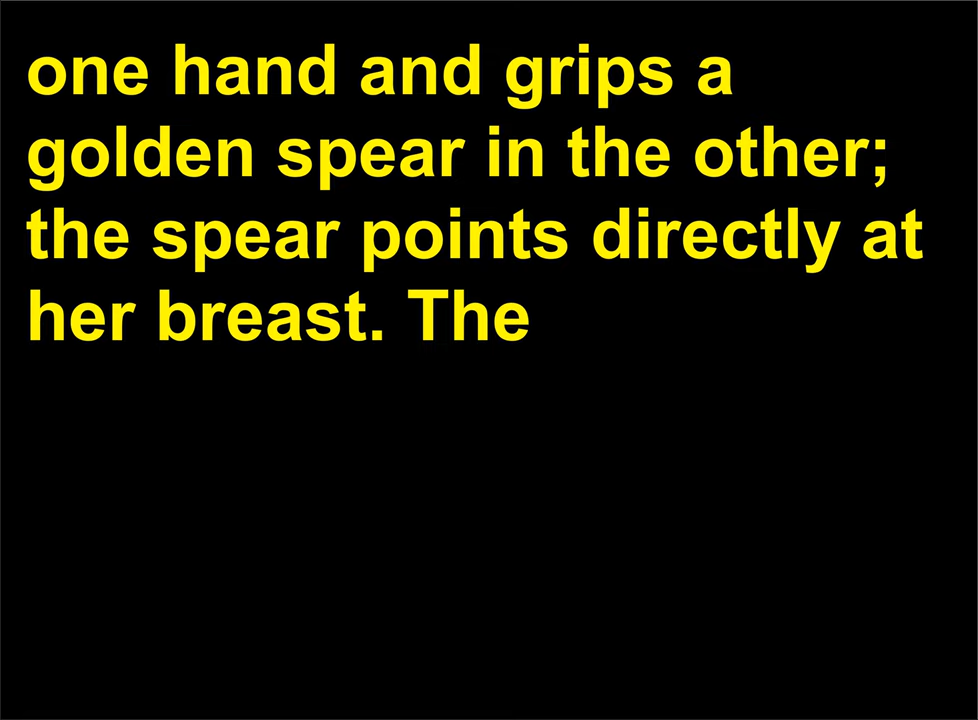 one hand and grips a
golden spear in the other;
the spear points directly at
her breast. The